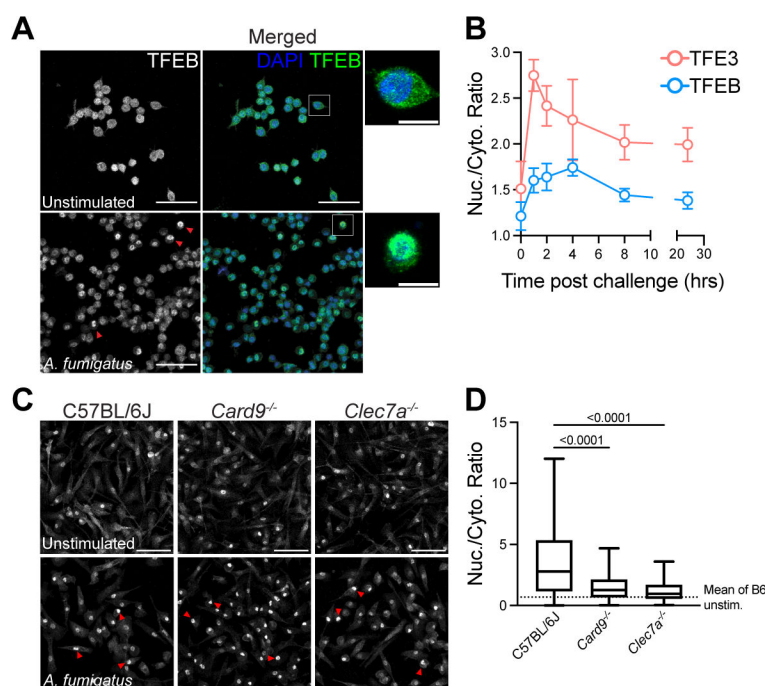 A
Merged
TFEB
DAPI TFEB
Unstimulated
A. fumigatus
B
Nuc./Cyto. Ratio
3.0
2.5
2.0
1.5
1.0
0 2 4 6 8 10 20 30
Time post challenge (hrs)
TFE3
TFEB
C
C57BL/6J Card9-/- Clec7a-/-
Unstimulated
A. fumigatus
D
Nuc./Cyto. Ratio
15
10
5
0
<0.0001
<0.0001
Mean of B6
unstim.
C57BL/6J
Card9-/-
Clec7a-/-